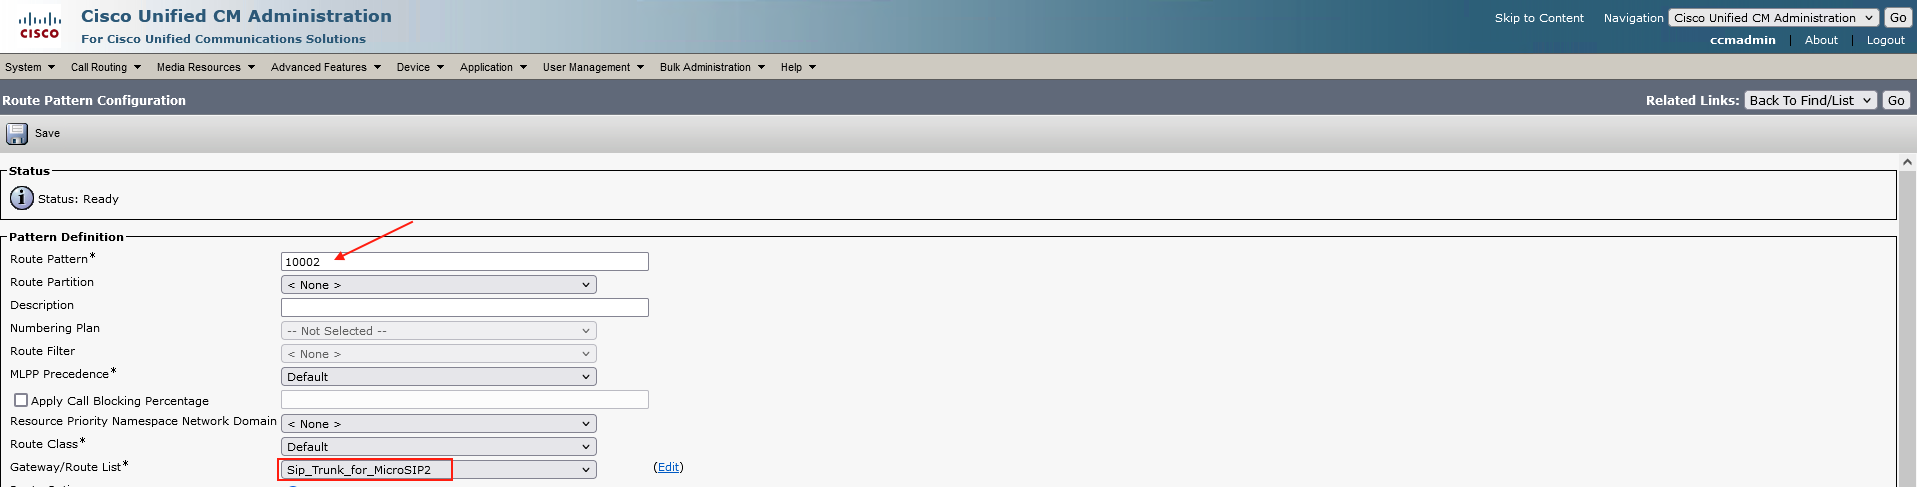 CISCO
Cisco Unified CM Administration
For Cisco Unified Communications Solutions
Skip to Content Navigation Cisco Unified CM Administration Go
ccmadmin | About | Logout
System Call Routing Media Resources Advanced Features Device Application User Management Bulk Administration Help
Route Pattern Configuration
Related Links: Back To Find/List Go
Save
Status
i Status: Ready
Pattern Definition
Route Pattern* 10002
Route Partition < None >
Description
Numbering Plan -- Not Selected --
Route Filter < None >
MLPP Precedence* Default
Apply Call Blocking Percentage
Resource Priority Namespace Network Domain < None >
Route Class* Default
Gateway/Route List* Sip_Trunk_for_MicroSIP2 (Edit)